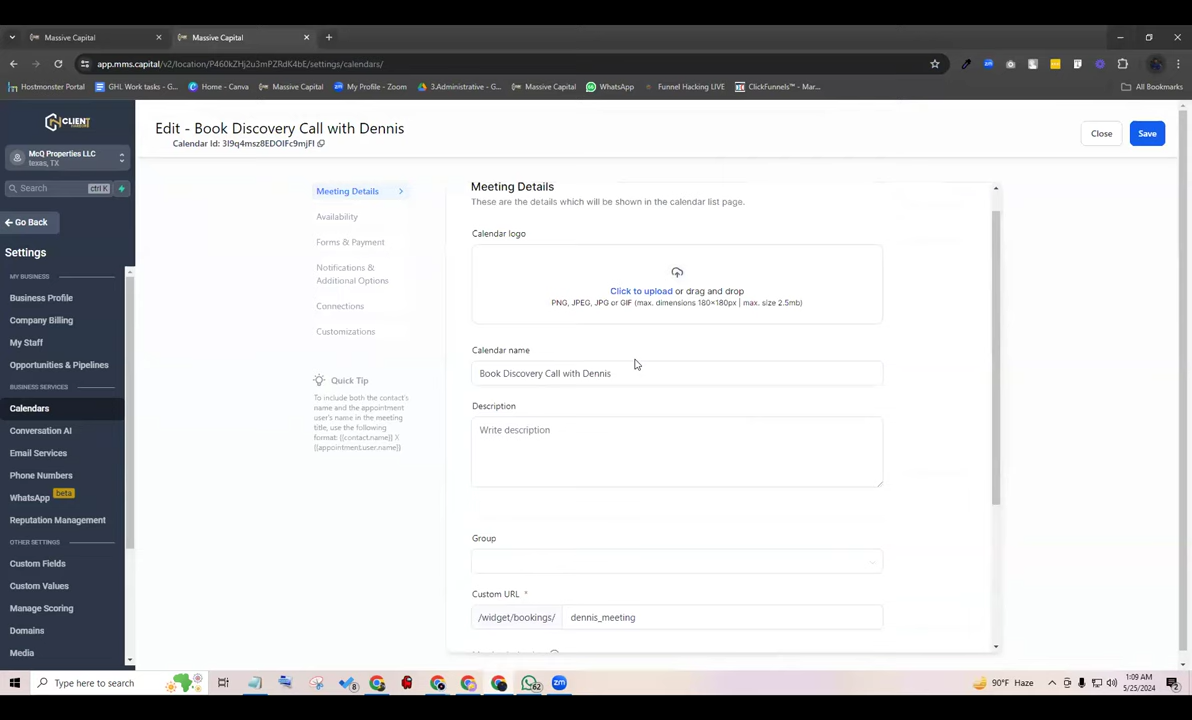 Massive Capital
Massive Capital
app.mms.capital/v2/location/P460kZHj2u3mPZRdK4bE/settings/calendars/
Hostmonster Portal
GHL Work tasks - G...
Home - Canva
Massive Capital
My Profile - Zoom
3.Administrative - G...
Massive Capital
WhatsApp
Funnel Hacking LIVE
ClickFunnels™ - Mar...
All Bookmarks
CLIENT
McQ Properties LLC
texas, TX
Search
ctrl K
Go Back
Settings
MY BUSINESS
Business Profile
Company Billing
My Staff
Opportunities & Pipelines
BUSINESS SERVICES
Calendars
Conversation AI
Email Services
Phone Numbers
WhatsApp beta
Reputation Management
OTHER SETTINGS
Custom Fields
Custom Values
Manage Scoring
Domains
Media
Edit - Book Discovery Call with Dennis
Calendar Id: 3I9q4msz8EDOIFc9mjFI
Close
Save
Meeting Details
Availability
Forms & Payment
Notifications &
Additional Options
Connections
Customizations
Quick Tip
To include both the contact's
name and the appointment
user's name in the meeting
title, use the following
format: {{contact.name}} X
{{appointment.user.name}}
Meeting Details
These are the details which will be shown in the calendar list page.
Calendar logo
Click to upload or drag and drop
PNG, JPEG, JPG or GIF (max. dimensions 180×180px | max. size 2.5mb)
Calendar name
Book Discovery Call with Dennis
Description
Write description
Group
Custom URL *
/widget/bookings/
dennis_meeting
Type here to search
8
62
90°F Haze
1:09 AM
5/25/2024
2